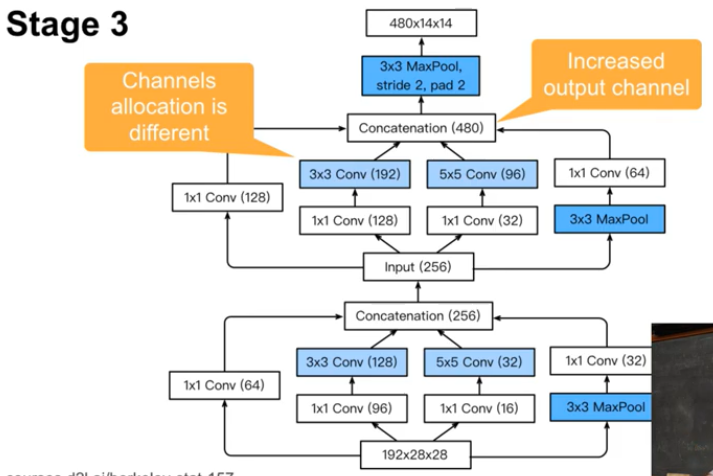 Stage 3
480x14x14
3x3 MaxPool,
stride 2, pad 2
Channels
allocation is
different
Increased
output channel
Concatenation (480)
3x3 Conv (192)
5x5 Conv (96)
1x1 Conv (64)
1x1 Conv (128)
1x1 Conv (128)
1x1 Conv (32)
3x3 MaxPool
Input (256)
Concatenation (256)
3x3 Conv (128)
5x5 Conv (32)
1x1 Conv (32)
1x1 Conv (64)
1x1 Conv (96)
1x1 Conv (16)
3x3 MaxPool
192x28x28